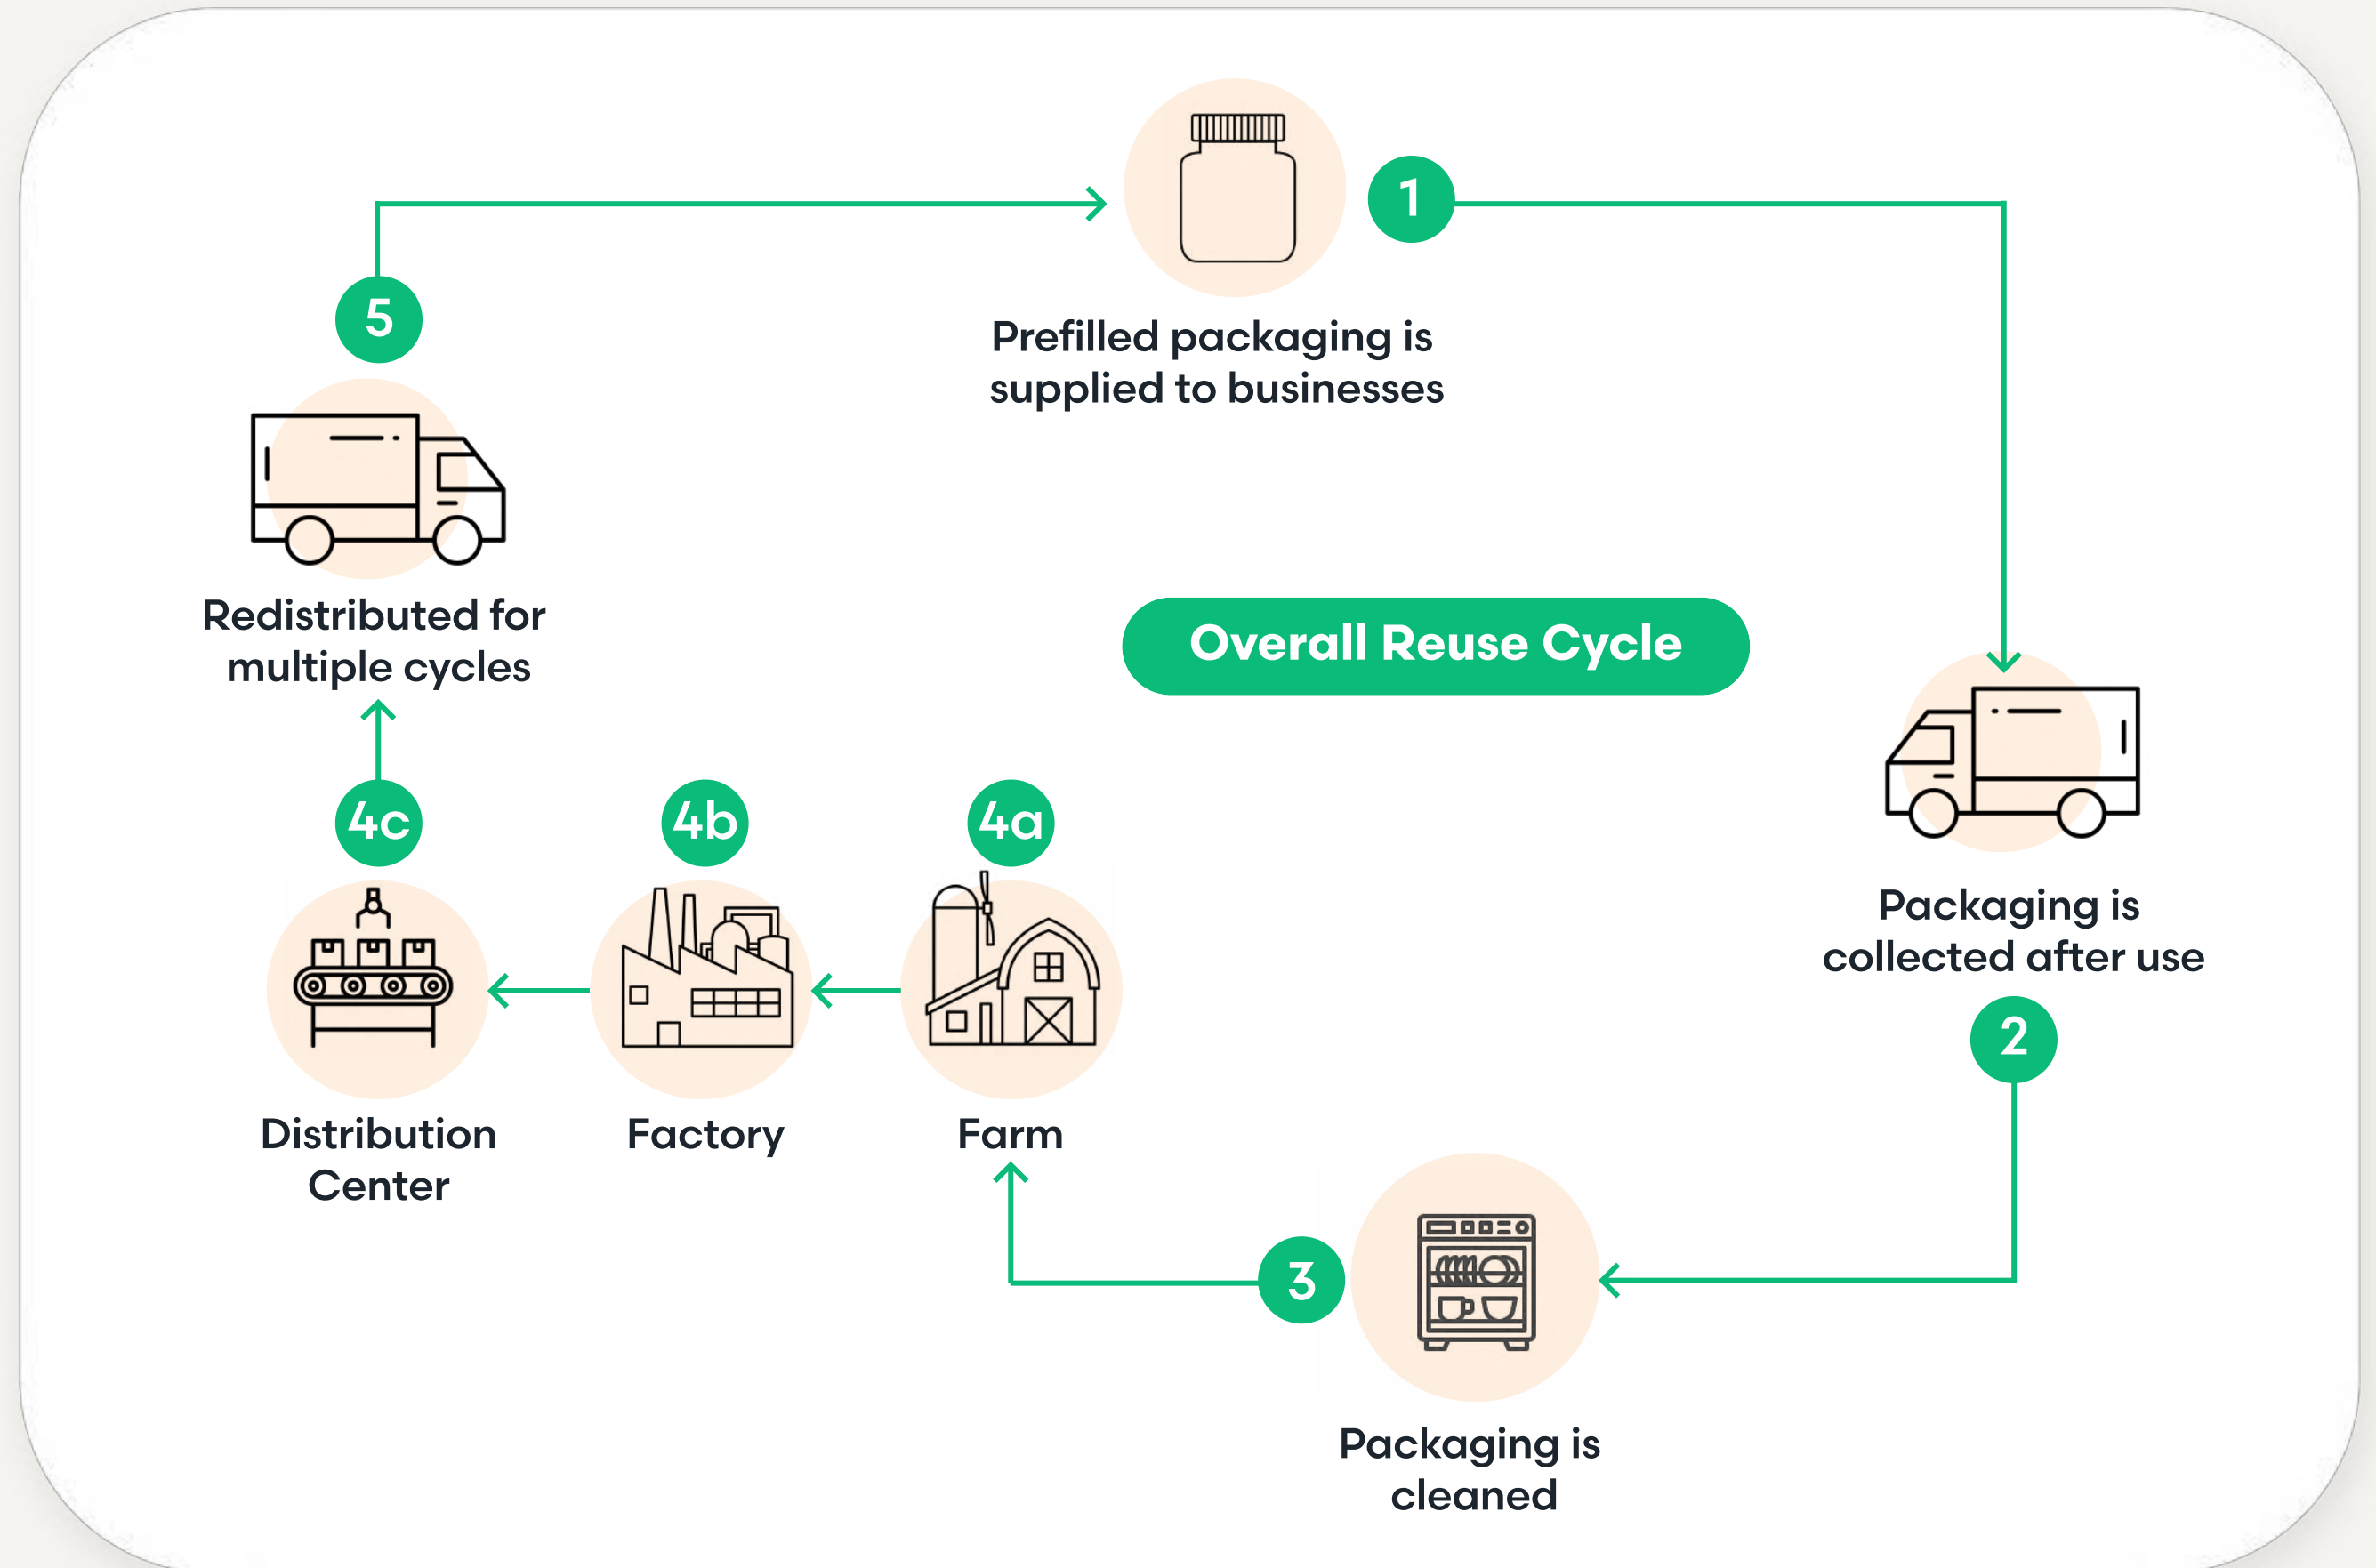 1
Prefilled packaging is
supplied to businesses
5
Redistributed for
multiple cycles
Overall Reuse Cycle
Packaging is
collected after use
2
4c
4b
4a
Distribution
Center
Factory
Farm
3
Packaging is
cleaned